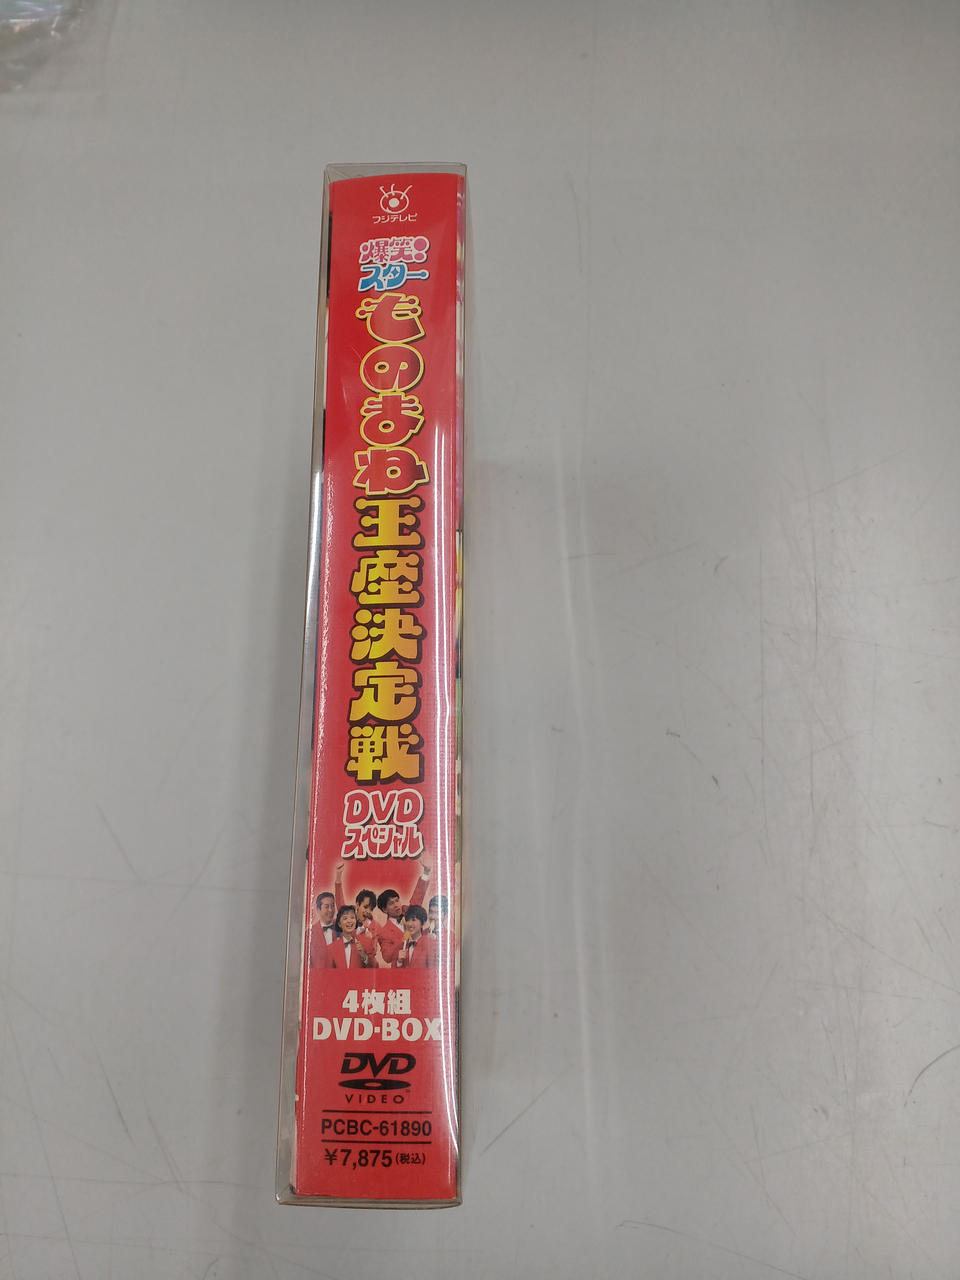 フジテレビ
爆笑!
スター
ものまね王座決定戦
DVD
スペシャル
4枚組
DVD-BOX
DVD
VIDEO
PCBC-61890
¥7,875(税込)